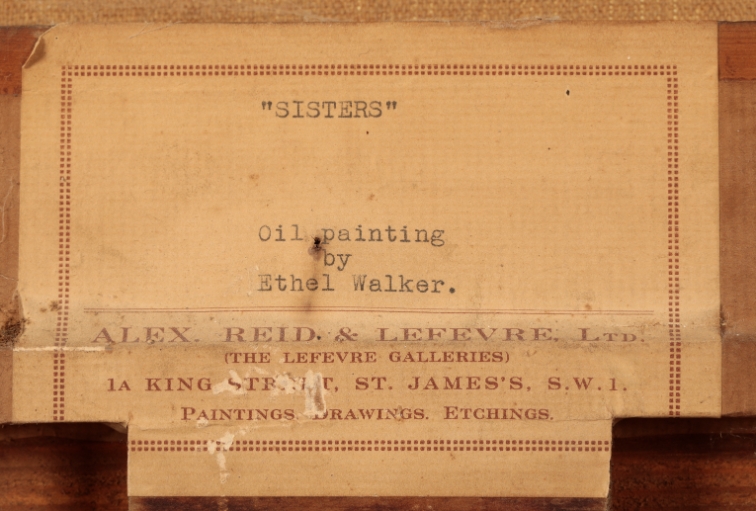 "SISTERS"
Oil painting
by
Ethel Walker.
ALEX. REID & LEFEVRE, LTD.
(THE LEFEVRE GALLERIES)
1A KING STREET, ST. JAMES'S, S.W.1.
PAINTINGS. DRAWINGS. ETCHINGS.